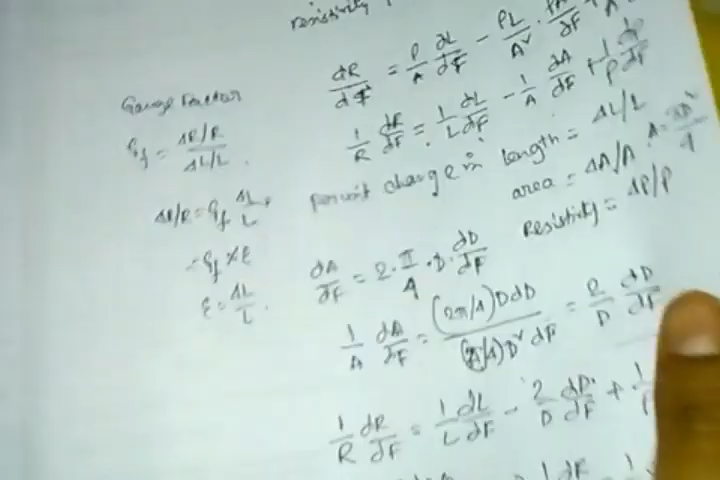 resistivity
dR/dF = ρ/A dL/dF − ρL/A² · dA/dF +
1/R dR/dF = 1/L dL/dF − 1/A dA/dF + 1/ρ dρ/dF
percent change in length = ΔL/L
area = ΔA/A · A = πD²/4
Resistivity = Δρ/ρ
Gauge Factor
Gf = ΔR/R / ΔL/L .
ΔR/R = Gf ΔL/L ,
= Gf × ε
ε = ΔL/L .
dA/dF = 2 · π/4 · D · dD/dF
1/A dA/dF = (2π/4) D dD / (π/4) D² dF = 2/D dD/dF
1/R dR/dF = 1/L dL/dF − 2/D dD/dF +